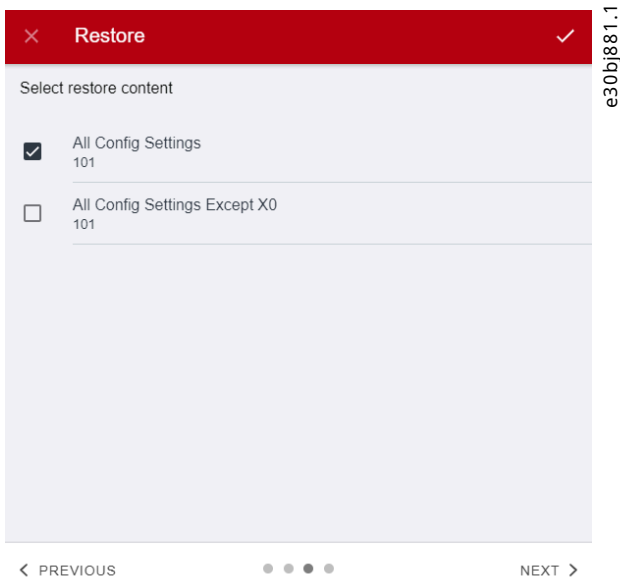 Restore
Select restore content
All Config Settings
101
All Config Settings Except X0
101
PREVIOUS
NEXT
e30bj881.1